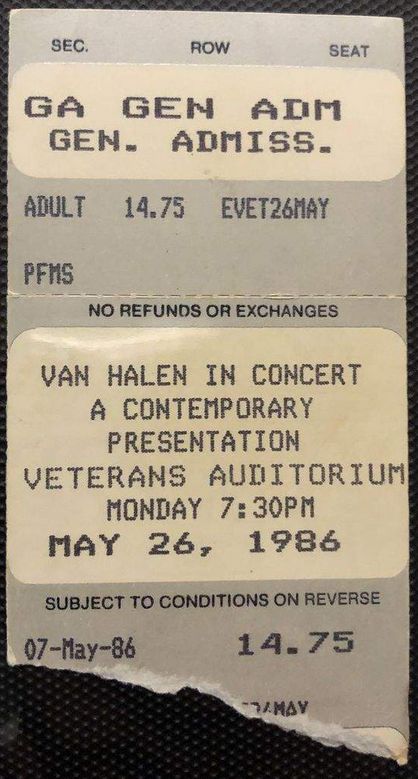 SEC. ROW SEAT
GA GEN ADM
GEN. ADMISS.
ADULT 14.75 EVET26MAY
PFMS
NO REFUNDS OR EXCHANGES
VAN HALEN IN CONCERT
A CONTEMPORARY
PRESENTATION
VETERANS AUDITORIUM
MONDAY 7:30PM
MAY 26, 1986
SUBJECT TO CONDITIONS ON REVERSE
07-May-86 14.75